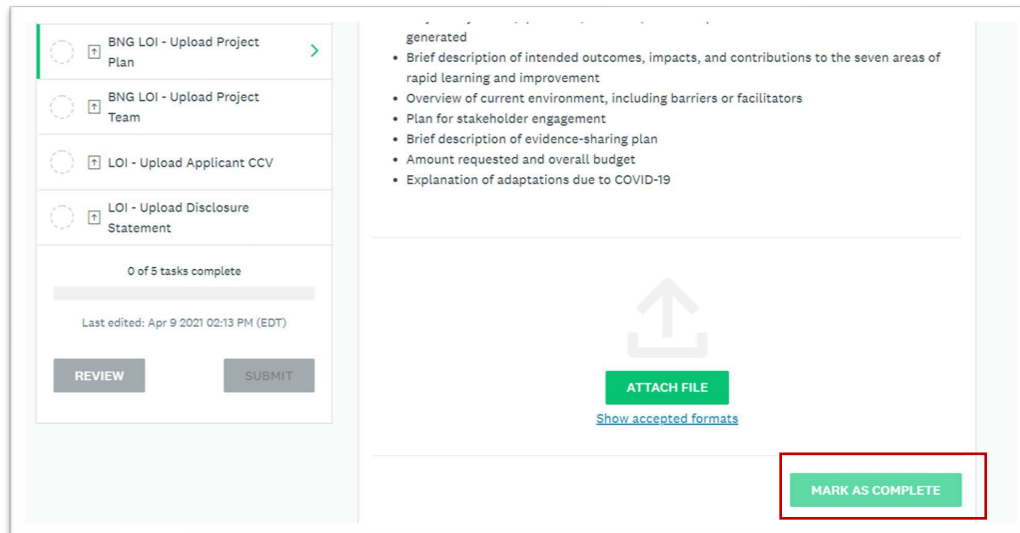 BNG LOI - Upload Project
Plan
BNG LOI - Upload Project
Team
LOI - Upload Applicant CCV
LOI - Upload Disclosure
Statement
0 of 5 tasks complete
Last edited: Apr 9 2021 02:13 PM (EDT)
REVIEW
SUBMIT
generated
• Brief description of intended outcomes, impacts, and contributions to the seven areas of
rapid learning and improvement
• Overview of current environment, including barriers or facilitators
• Plan for stakeholder engagement
• Brief description of evidence-sharing plan
• Amount requested and overall budget
• Explanation of adaptations due to COVID-19
ATTACH FILE
Show accepted formats
MARK AS COMPLETE